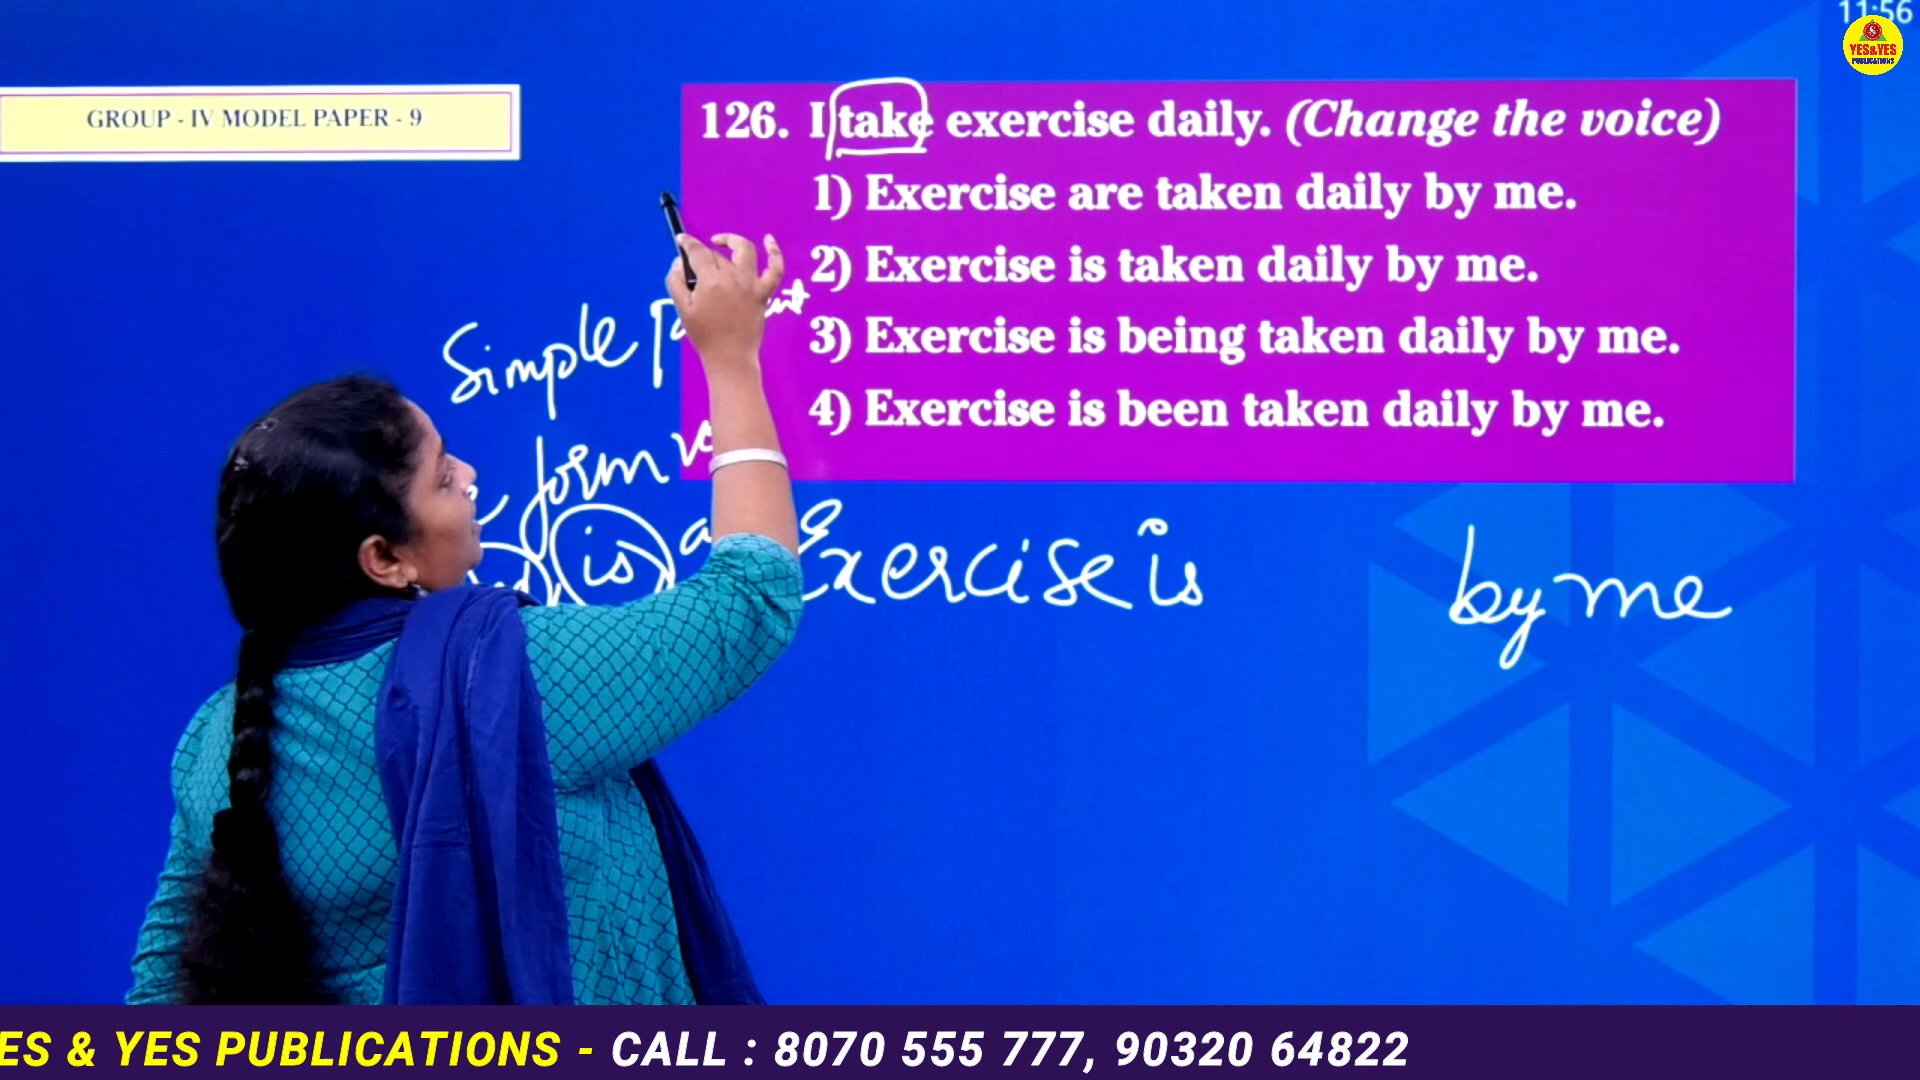 11:56
YES&YES
PUBLICATIONS
GROUP - IV MODEL PAPER - 9
126. I take exercise daily. (Change the voice)
1) Exercise are taken daily by me.
2) Exercise is taken daily by me.
3) Exercise is being taken daily by me.
4) Exercise is been taken daily by me.
Simple
form
is
Exercise is by me
ES & YES PUBLICATIONS - CALL : 8070 555 777, 90320 64822